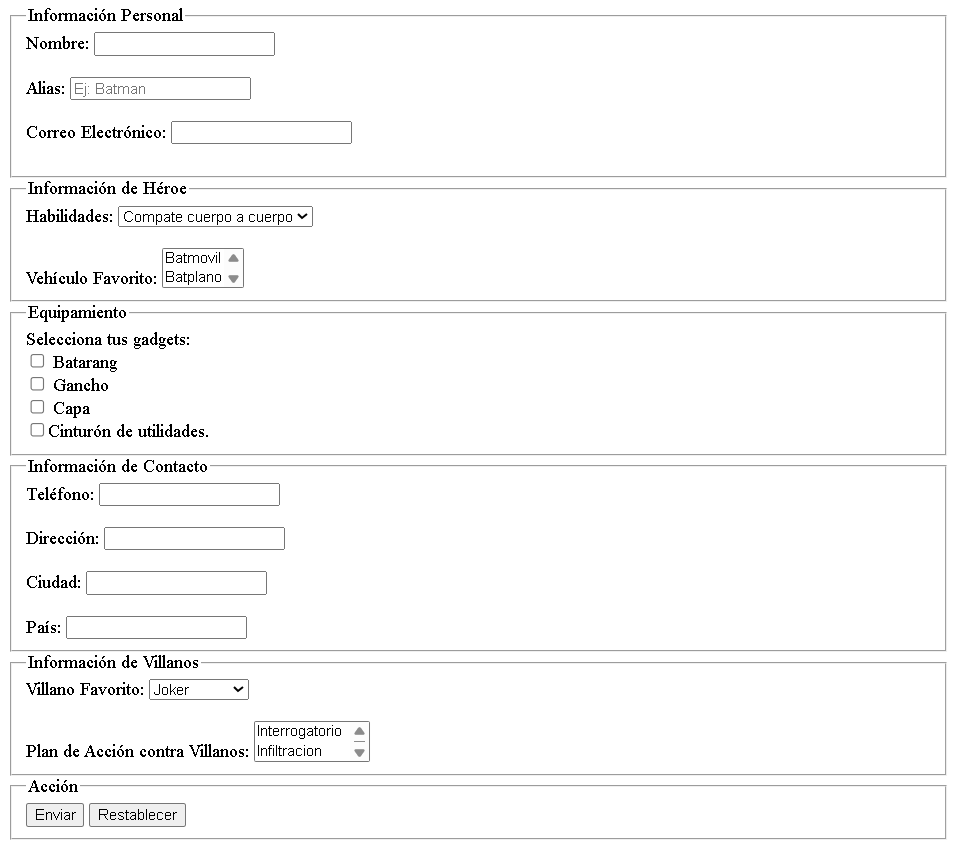 Información Personal
Nombre:
Alias: Ej: Batman
Correo Electrónico:
Información de Héroe
Habilidades: Compate cuerpo a cuerpo
Batmovil
Vehículo Favorito: Batplano
Equipamiento
Selecciona tus gadgets:
Batarang
Gancho
Capa
Cinturón de utilidades.
Información de Contacto
Teléfono:
Dirección:
Ciudad:
País:
Información de Villanos
Villano Favorito: Joker
Interrogatorio
Plan de Acción contra Villanos: Infiltracion
Acción
Enviar Restablecer